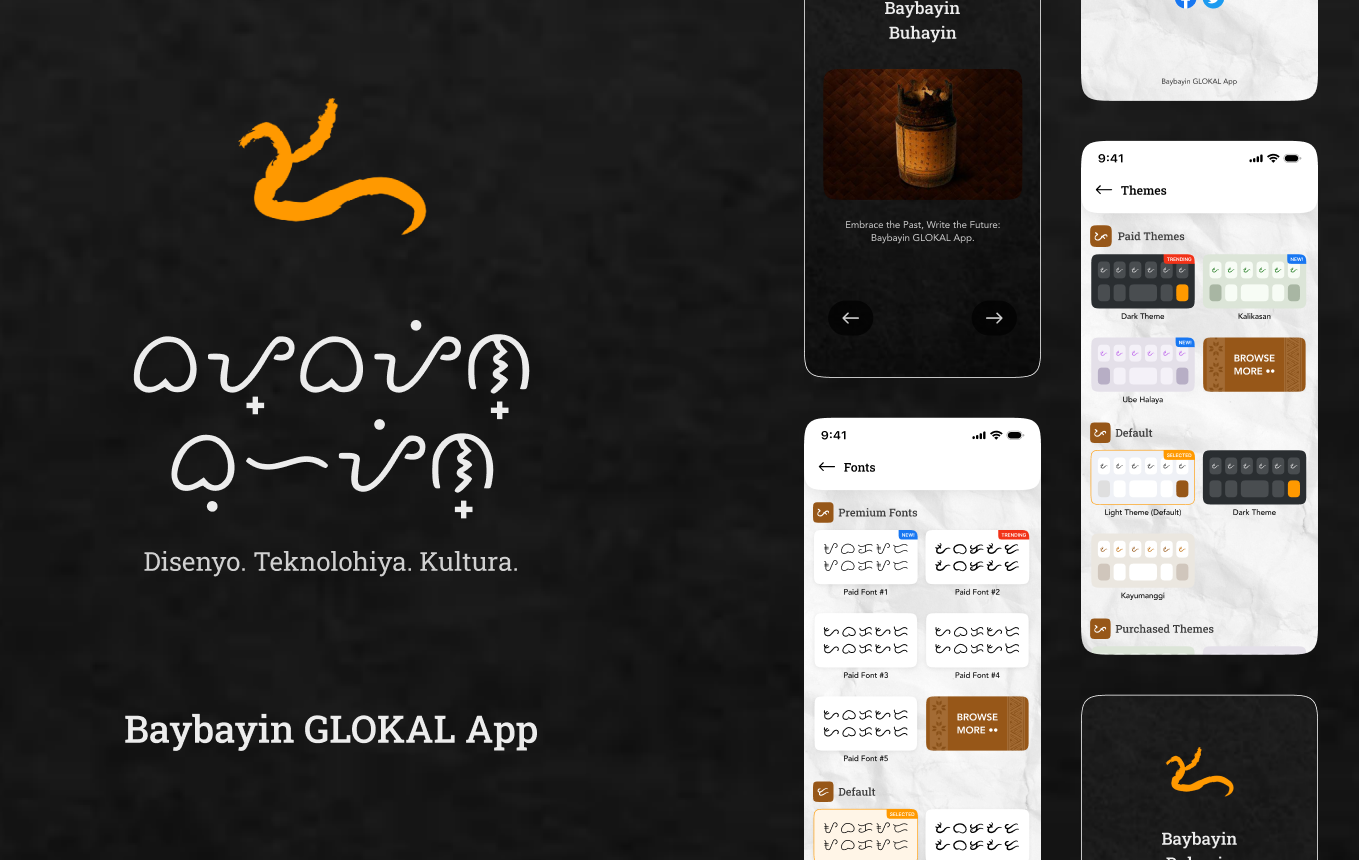 ᜊᜌ᜔ᜊᜌᜒᜈ᜔
ᜊᜓᜑᜌᜒᜈ᜔
Disenyo. Teknolohiya. Kultura.
Baybayin GLOKAL App
Baybayin
Buhayin
Embrace the Past, Write the Future:
Baybayin GLOKAL App.
9:41
Fonts
Premium Fonts
NEW!
TRENDING
Paid Font #1
Paid Font #2
Paid Font #3
Paid Font #4
BROWSE
MORE ••
Paid Font #5
Default
SELECTED
Baybayin GLOKAL App
9:41
Themes
Paid Themes
TRENDING
NEW!
Dark Theme
Kalikasan
NEW!
BROWSE
MORE ••
Ube Halaya
Default
SELECTED
Light Theme (Default)
Dark Theme
Kayumanggi
Purchased Themes
Baybayin